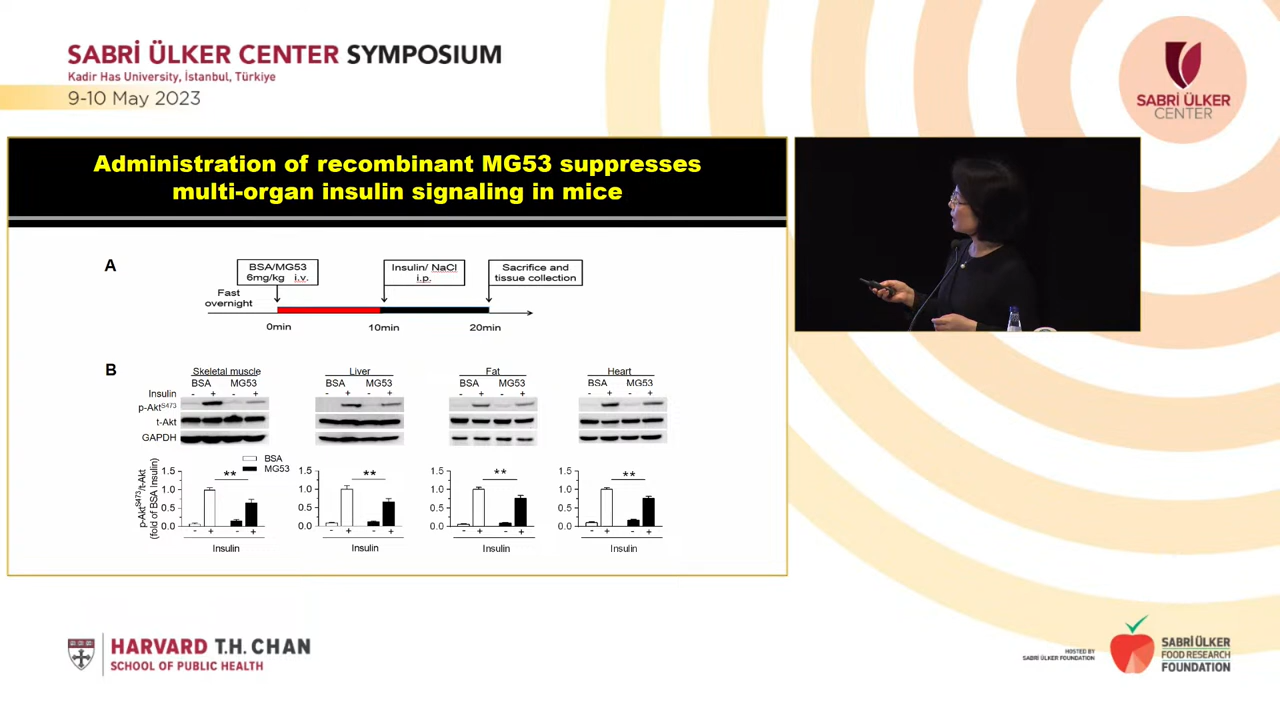 SABRİ ÜLKER CENTER SYMPOSIUM
Kadir Has University, İstanbul, Türkiye
9-10 May 2023
SABRİ ÜLKER
CENTER
Administration of recombinant MG53 suppresses
multi-organ insulin signaling in mice
A
BSA/MG53
6mg/kg i.v.
Insulin/ NaCl
i.p.
Sacrifice and
tissue collection
Fast
overnight
0min
10min
20min
B
Skeletal muscle
Liver
Fat
Heart
BSA MG53
BSA MG53
BSA MG53
BSA MG53
Insulin - + - +
- + - +
- + - +
- + - +
p-AktS473
t-Akt
GAPDH
BSA
MG53
p-AktS473/t-Akt
(fold of BSA Insulin)
1.5
1.0
0.5
0.0
**
- + - +
Insulin
1.5
1.0
0.5
0.0
**
- + - +
Insulin
1.5
1.0
0.5
0.0
**
- + - +
Insulin
1.5
1.0
0.5
0.0
**
- + - +
Insulin
HARVARD T.H. CHAN
SCHOOL OF PUBLIC HEALTH
HOSTED BY
SABRI ÜLKER FOUNDATION
SABRİ ÜLKER
FOOD RESEARCH
FOUNDATION